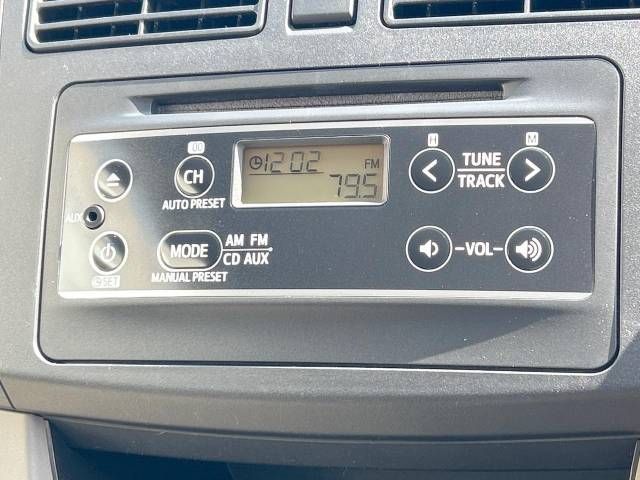 H
M
12:02 FM
79.5
CH
AUTO PRESET
TUNE
TRACK
AUX
MODE
AM FM
CD AUX
MANUAL PRESET
VOL
SET